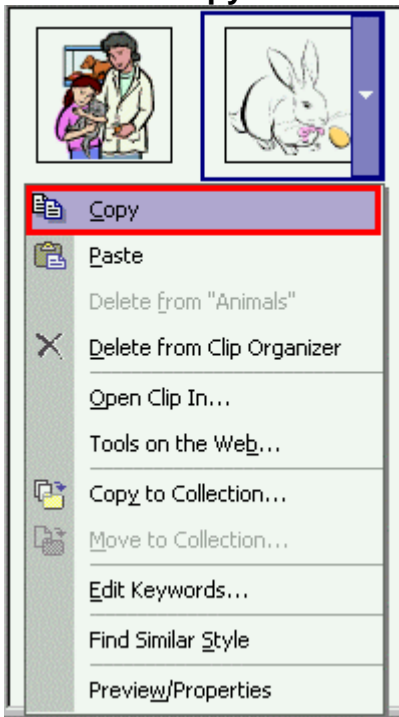 Copy
Paste
Delete from "Animals"
Delete from Clip Organizer
Open Clip In...
Tools on the Web...
Copy to Collection...
Move to Collection...
Edit Keywords...
Find Similar Style
Preview/Properties